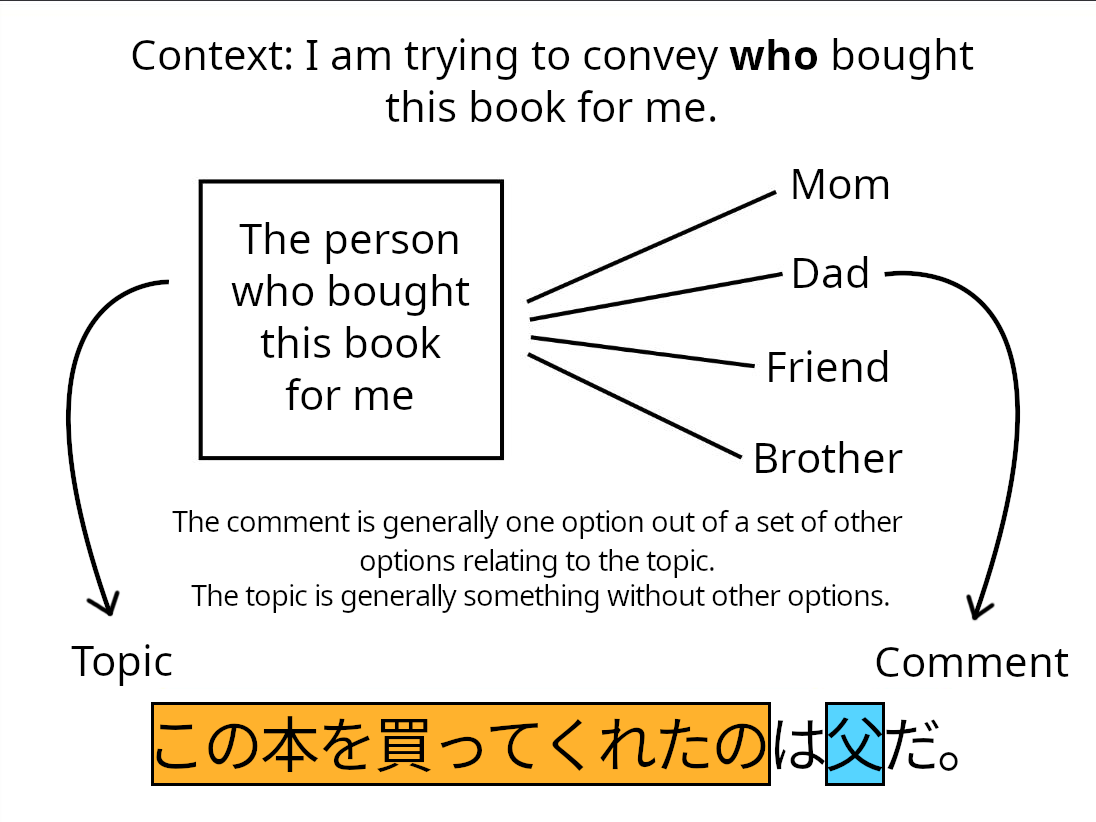 Context: I am trying to convey who bought
this book for me.
The person
who bought
this book
for me
Mom
Dad
Friend
Brother
The comment is generally one option out of a set of other
options relating to the topic.
The topic is generally something without other options.
Topic
Comment
この本を買ってくれたのは父だ。